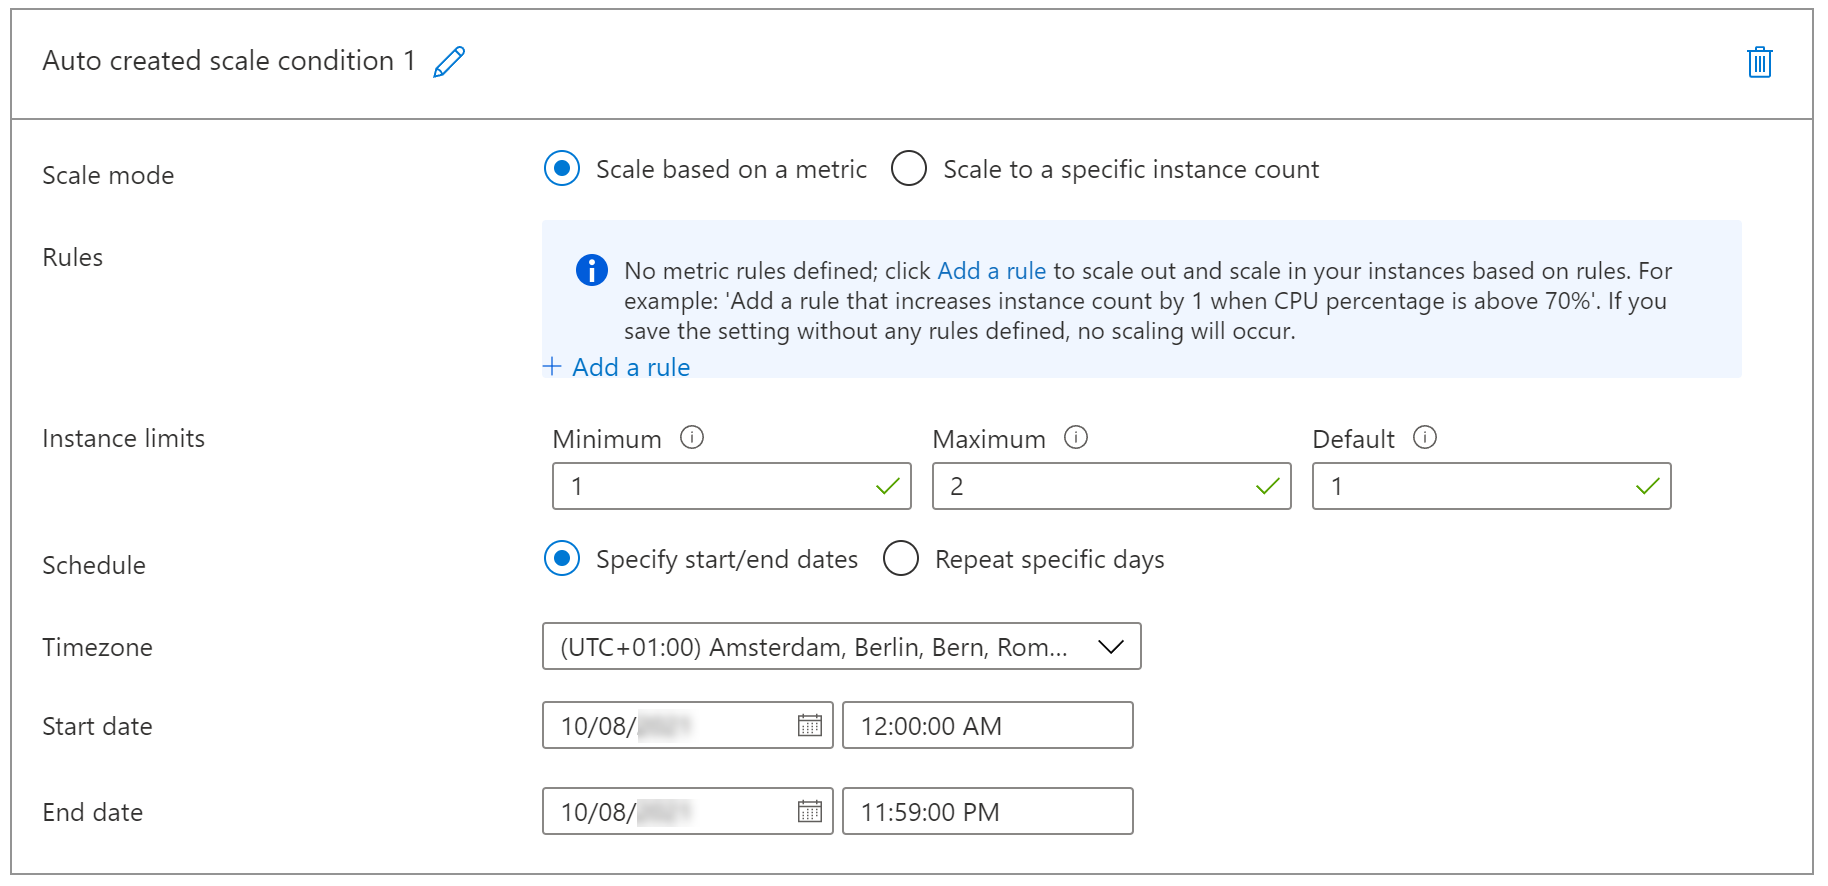 Auto created scale condition 1
Scale mode
Scale based on a metric
Scale to a specific instance count
Rules
No metric rules defined; click Add a rule to scale out and scale in your instances based on rules. For
example: 'Add a rule that increases instance count by 1 when CPU percentage is above 70%'. If you
save the setting without any rules defined, no scaling will occur.
+ Add a rule
Instance limits
Minimum
Maximum
Default
1
2
1
Schedule
Specify start/end dates
Repeat specific days
Timezone
(UTC+01:00) Amsterdam, Berlin, Bern, Rom...
Start date
10/08/
12:00:00 AM
End date
10/08/
11:59:00 PM